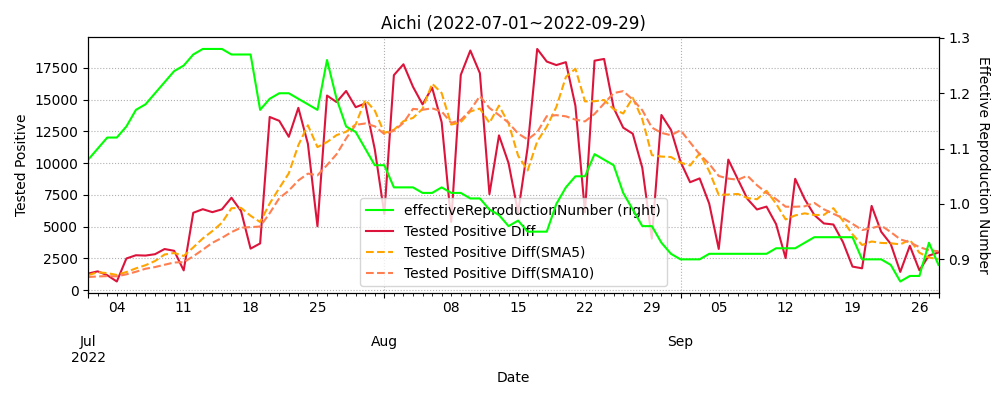 Aichi (2022-07-01~2022-09-29)
17500
15000
12500
10000
7500
5000
2500
0
Tested Positive
1.3
1.2
1.1
1.0
0.9
Effective Reproduction Number
effectiveReproductionNumber (right)
Tested Positive Diff
Tested Positive Diff(SMA5)
Tested Positive Diff(SMA10)
04 11 18 25 08 15 22 29 05 12 19 26
Jul Aug Sep
2022
Date